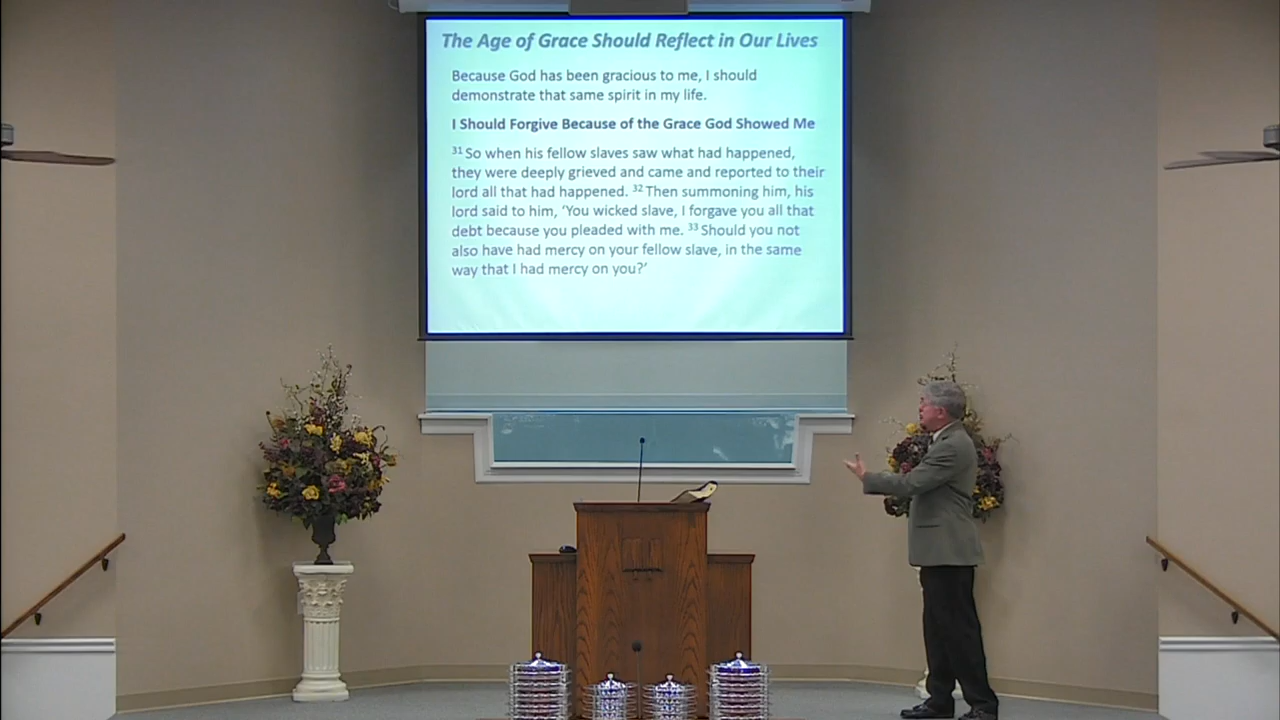 The Age of Grace Should Reflect in Our Lives
Because God has been gracious to me, I should
demonstrate that same spirit in my life.
I Should Forgive Because of the Grace God Showed Me
31 So when his fellow slaves saw what had happened,
they were deeply grieved and came and reported to their
lord all that had happened. 32 Then summoning him, his
lord said to him, ‘You wicked slave, I forgave you all that
debt because you pleaded with me. 33 Should you not
also have had mercy on your fellow slave, in the same
way that I had mercy on you?’